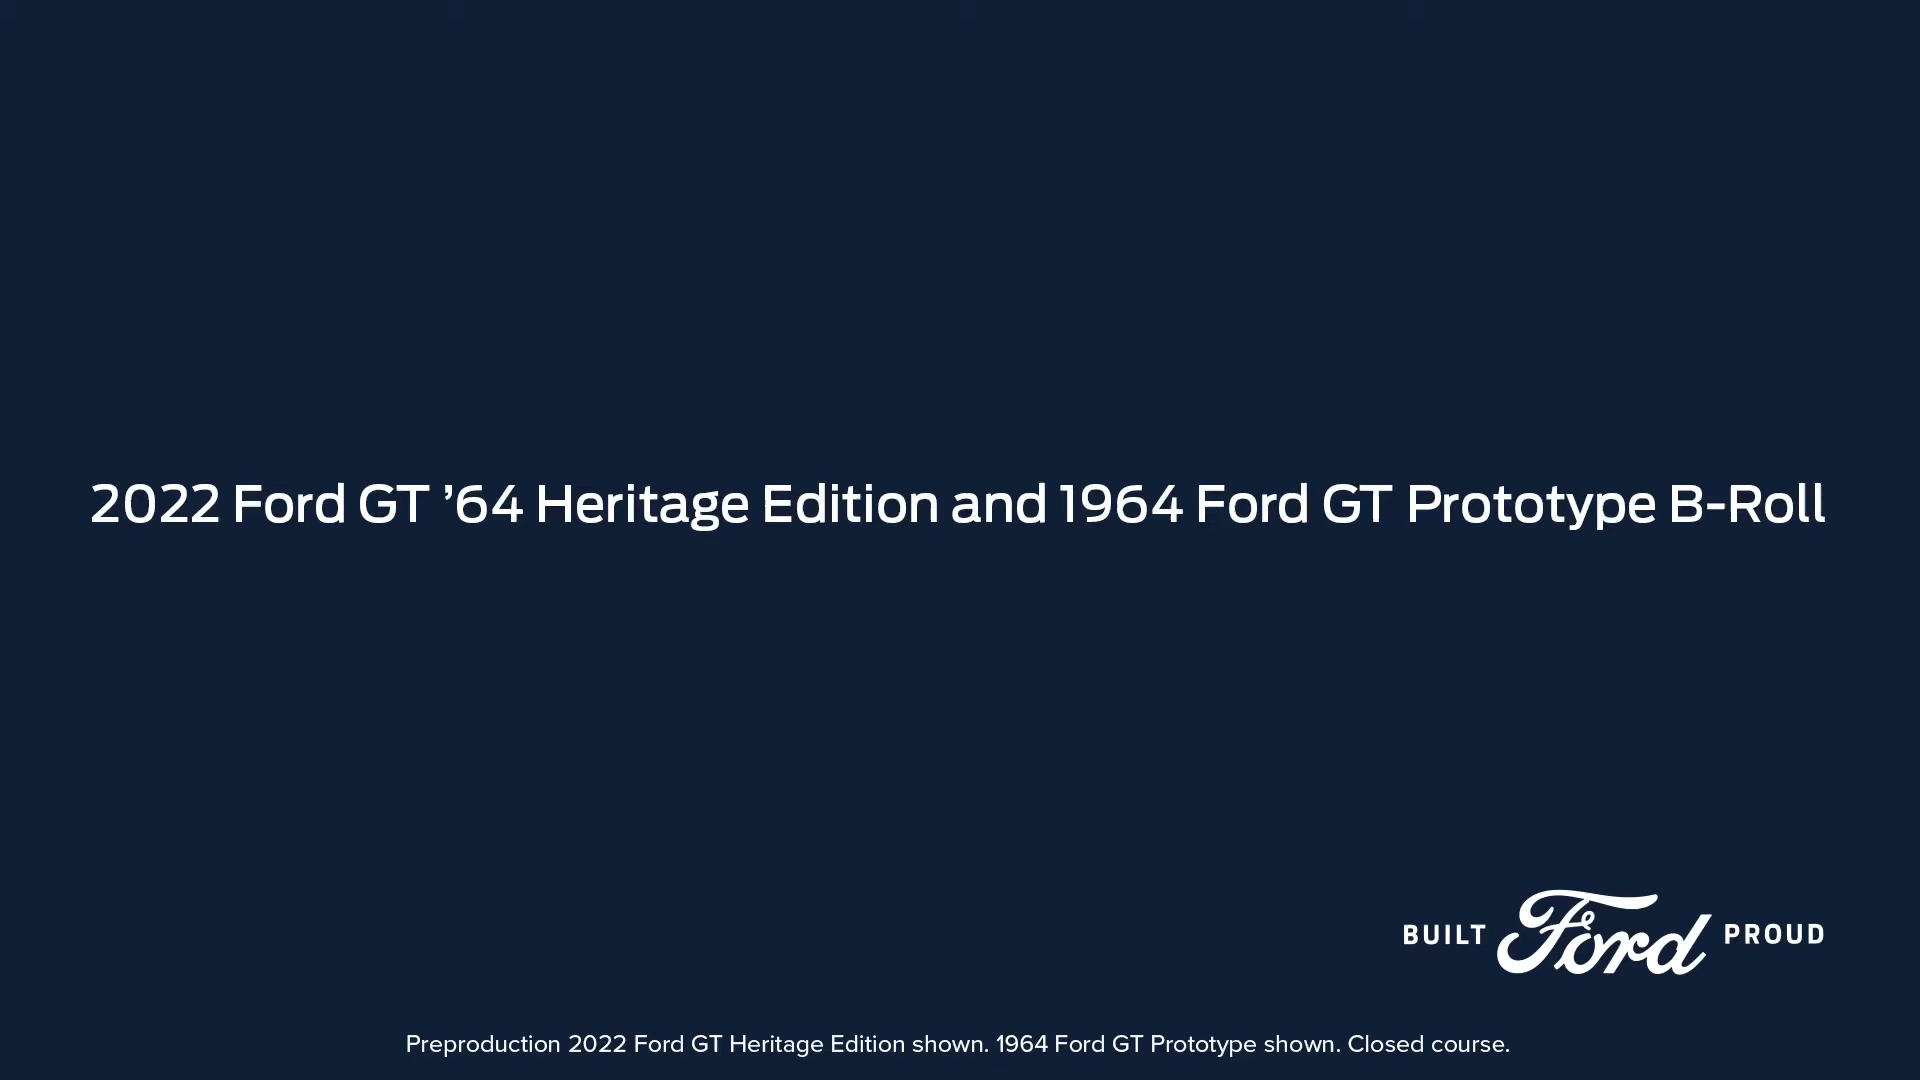 2022 Ford GT ’64 Heritage Edition and 1964 Ford GT Prototype B-Roll
BUILT Ford PROUD
Preproduction 2022 Ford GT Heritage Edition shown. 1964 Ford GT Prototype shown. Closed course.